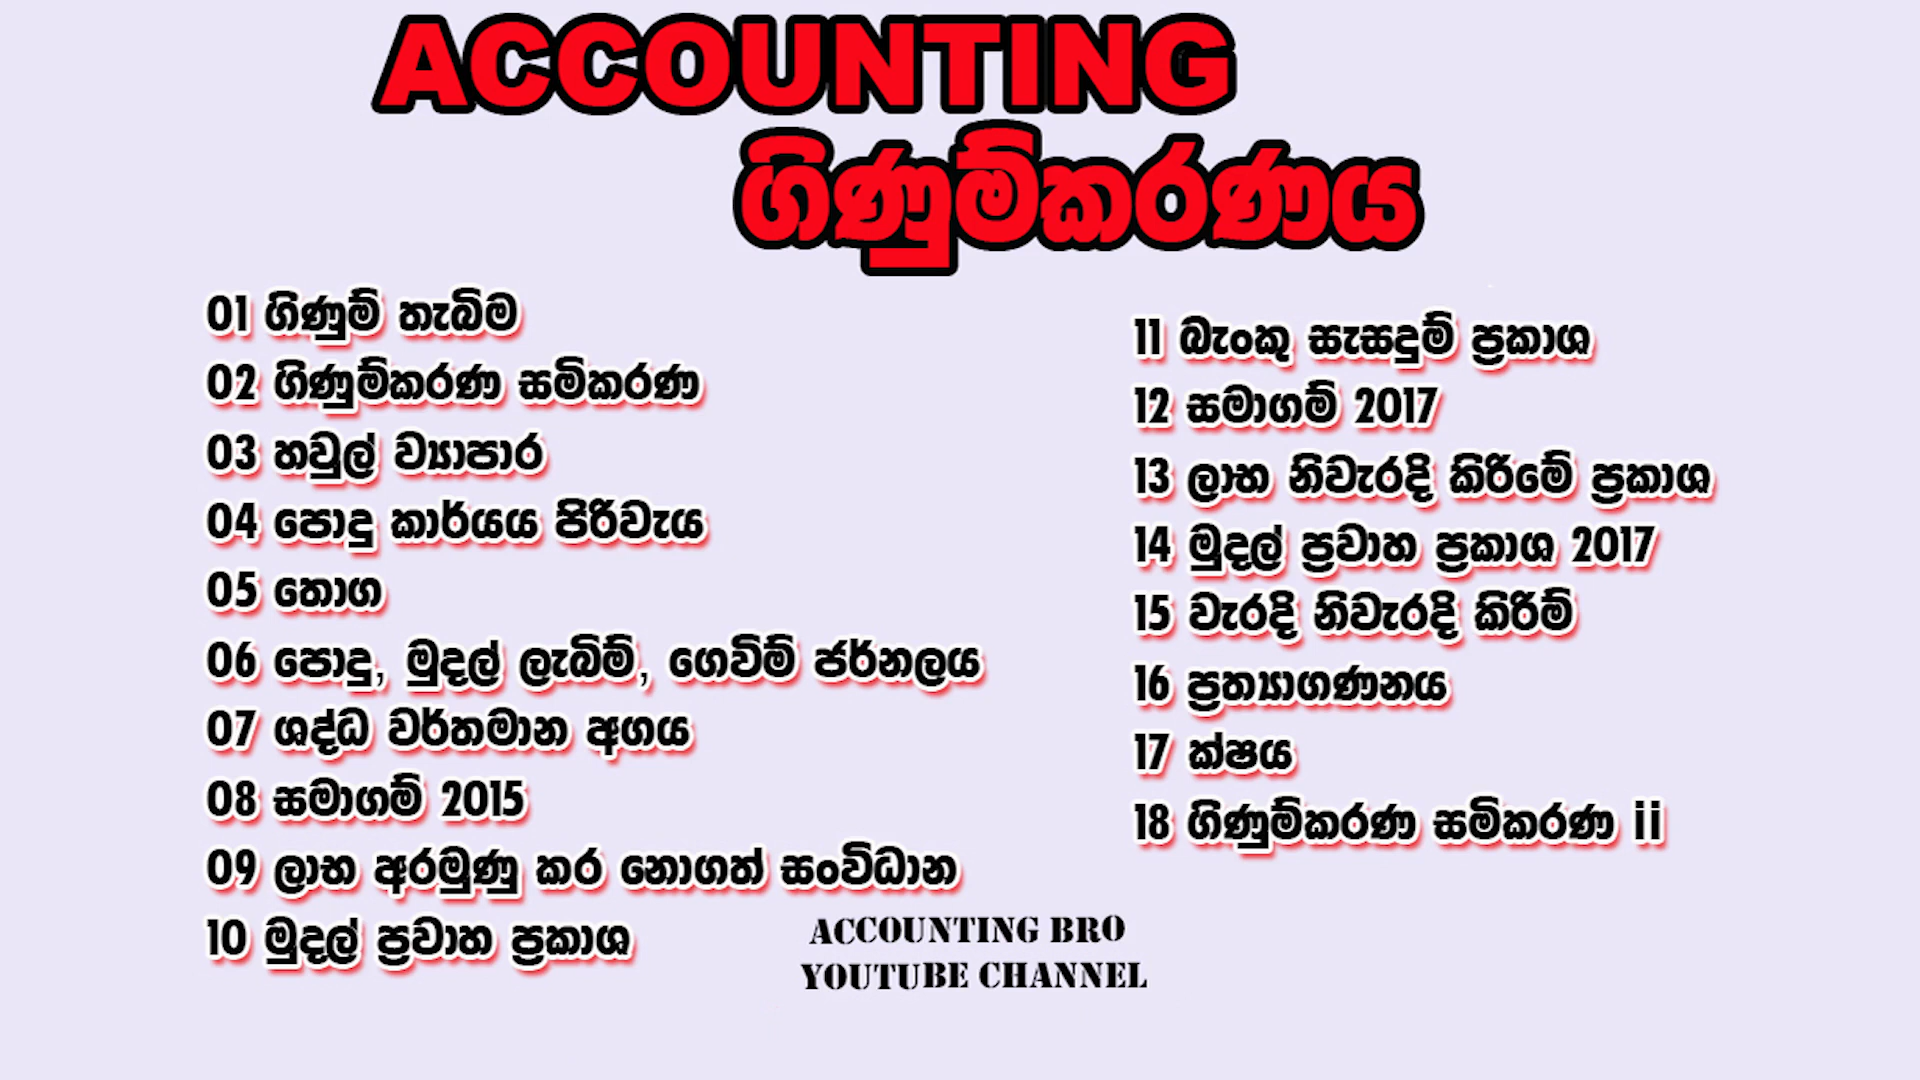 ACCOUNTING
ගිණුම්කරණය
01 ගිණුම් තැබිම
02 ගිණුම්කරණ සමිකරණ
03 හවුල් ව්‍යාපාර
04 පොදු කාර්යය පිරිවැය
05 තොග
06 පොදු, මුදල් ලැබිම්, ගෙවිම් ජර්නලය
07 ශද්ධ වර්තමාන අගය
08 සමාගම් 2015
09 ලාභ අරමුණු කර නොගත් සංවිධාන
10 මුදල් ප්‍රවාහ ප්‍රකාශ
11 බැංකු සැසදුම් ප්‍රකාශ
12 සමාගම් 2017
13 ලාභ නිවැරදි කිරිමේ ප්‍රකාශ
14 මුදල් ප්‍රවාහ ප්‍රකාශ 2017
15 වැරදි නිවැරදි කිරිම්
16 ප්‍රත්‍යාගණනය
17 ක්ෂය
18 ගිණුම්කරණ සමිකරණ ii
ACCOUNTING BRO
YOUTUBE CHANNEL